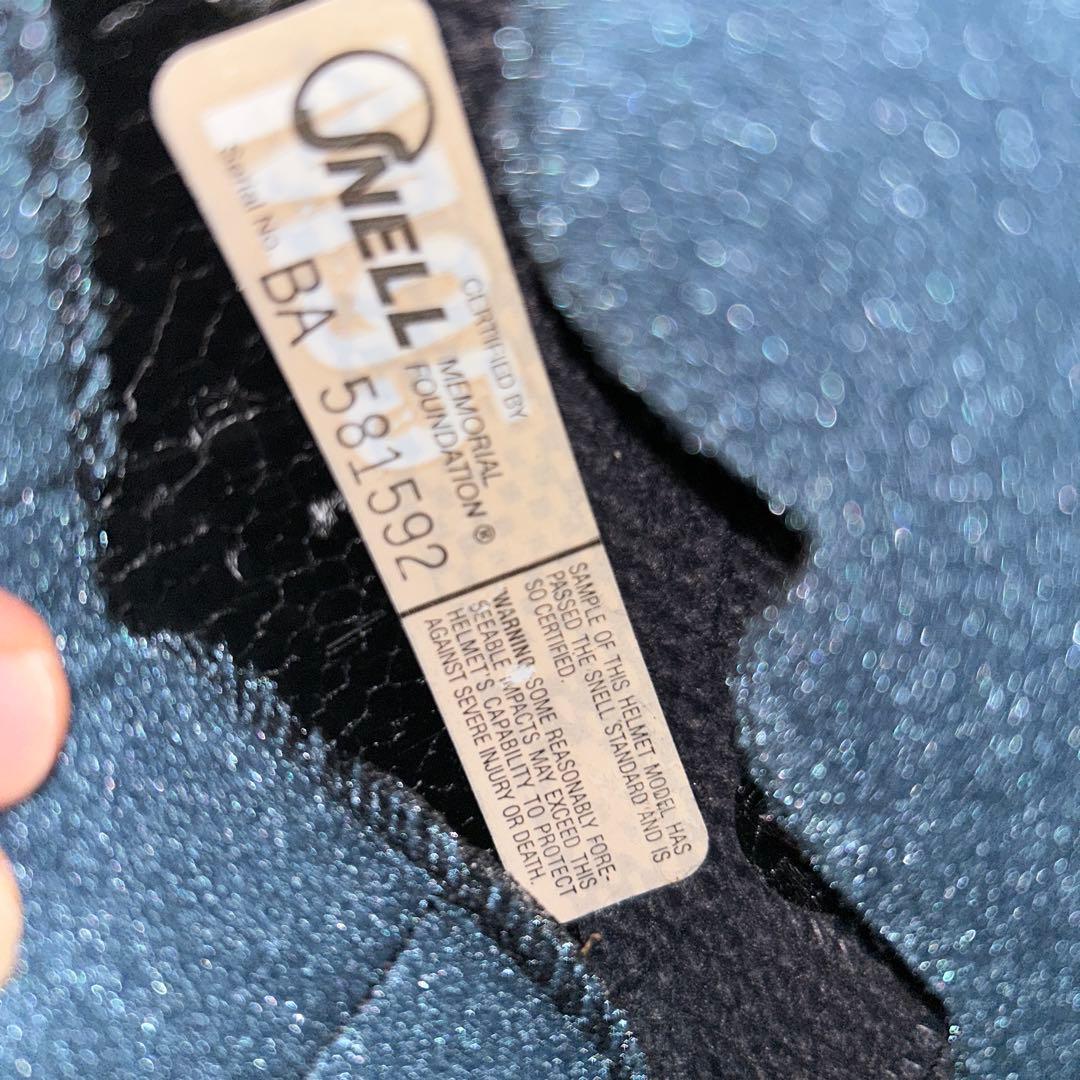 CERTIFIED BY
SNELL MEMORIAL
FOUNDATION®
Serial No. BA 581592
SAMPLE OF THIS HELMET MODEL HAS
PASSED THE SNELL STANDARD AND IS
SO CERTIFIED.
"WARNING SOME REASONABLY FORE-
SEEABLE IMPACTS MAY EXCEED THIS
HELMET'S CAPABILITY TO PROTECT
AGAINST SEVERE INJURY OR DEATH.